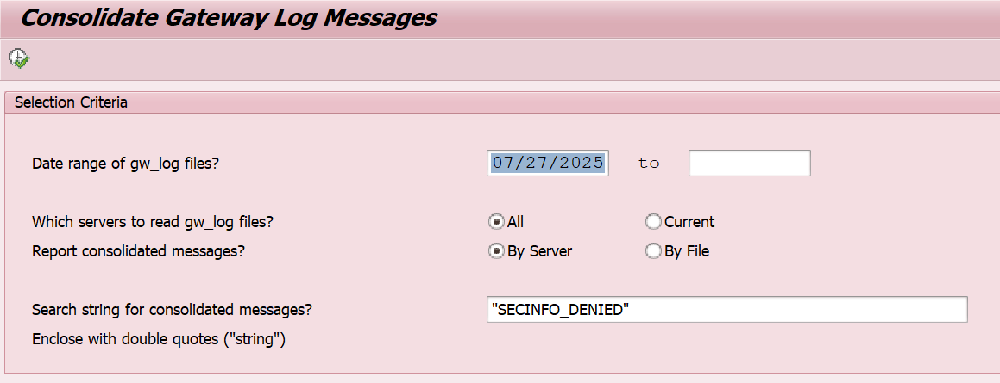 Consolidate Gateway Log Messages
Selection Criteria
Date range of gw_log files? 07/27/2025 to
Which servers to read gw_log files? All Current
Report consolidated messages? By Server By File
Search string for consolidated messages? "SECINFO_DENIED"
Enclose with double quotes ("string")